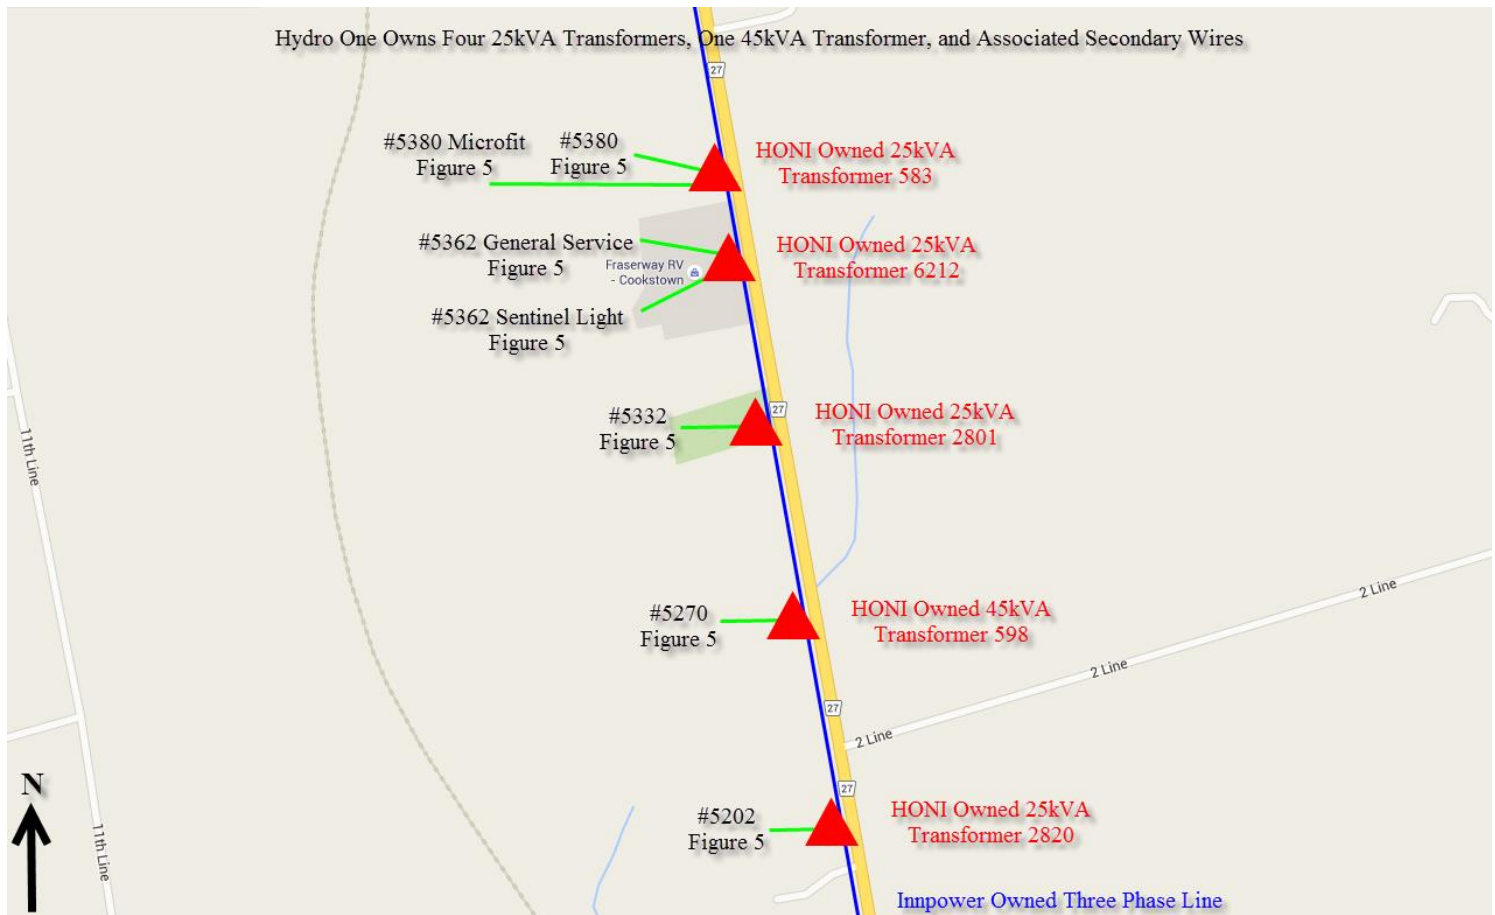 Hydro One Owns Four 25kVA Transformers, One 45kVA Transformer, and Associated Secondary Wires
27
#5380 Microfit
Figure 5
#5380
Figure 5
HONI Owned 25kVA
Transformer 583
#5362 General Service
Figure 5
Fraserway RV
- Cookstown
HONI Owned 25kVA
Transformer 6212
#5362 Sentinel Light
Figure 5
27
#5332
Figure 5
HONI Owned 25kVA
Transformer 2801
11th Line
#5270
Figure 5
HONI Owned 45kVA
Transformer 598
2 Line
2 Line
27
2 Line
N
27
#5202
Figure 5
HONI Owned 25kVA
Transformer 2820
11th Line
Innpower Owned Three Phase Line